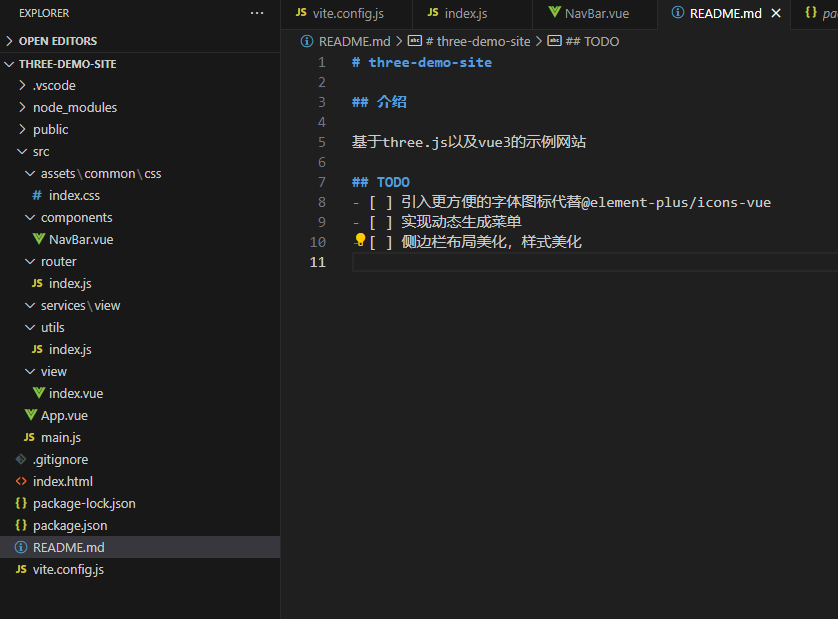 EXPLORER
OPEN EDITORS
THREE-DEMO-SITE
.vscode
node_modules
public
src
assets\common\css
# index.css
components
NavBar.vue
router
JS index.js
services\view
utils
JS index.js
view
index.vue
App.vue
JS main.js
.gitignore
<> index.html
{} package-lock.json
{} package.json
README.md
JS vite.config.js
JS vite.config.js
JS index.js
NavBar.vue
README.md
{} pa
README.md > # three-demo-site > ## TODO
1 # three-demo-site
2
3 ## 介绍
4
5 基于three.js以及vue3的示例网站
6
7 ## TODO
8 - [ ] 引入更方便的字体图标代替@element-plus/icons-vue
9 - [ ] 实现动态生成菜单
10 - [ ] 侧边栏布局美化，样式美化
11